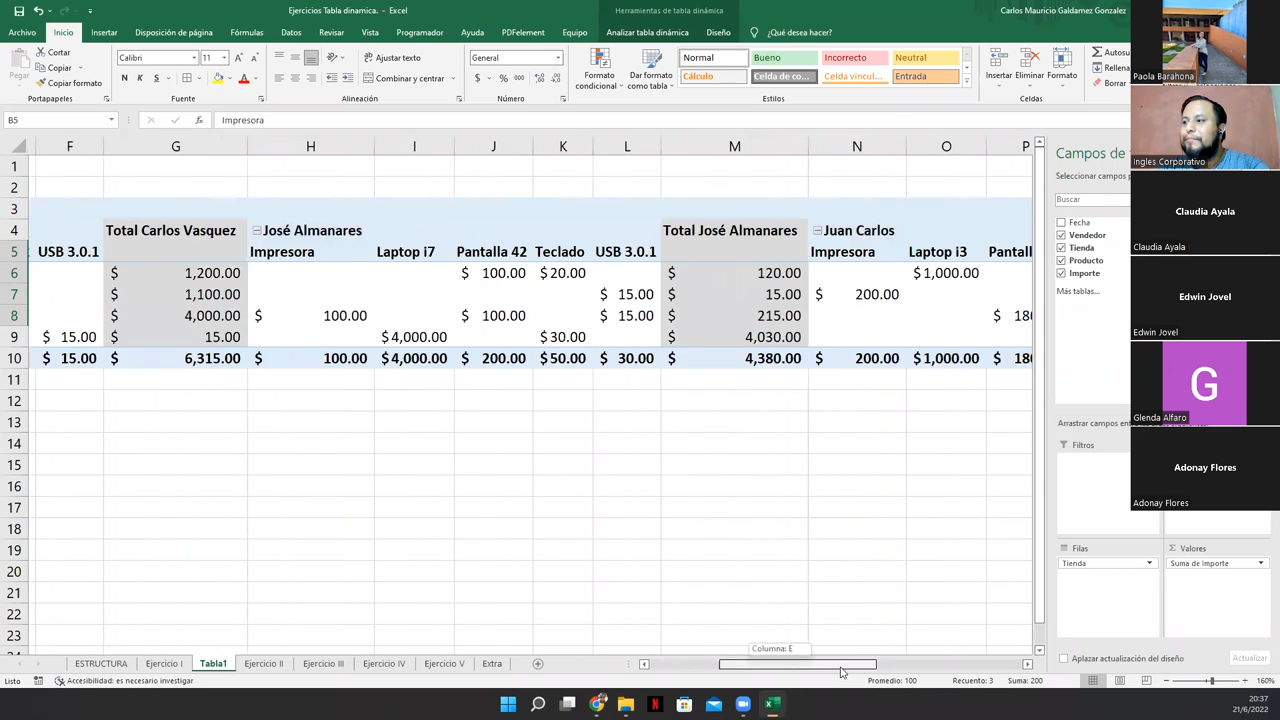 Ejercicios Tabla dinamica. - Excel
Herramientas de tabla dinámica
Carlos Mauricio Galdamez Gonzalez
Archivo Inicio Insertar Disposición de página Fórmulas Datos Revisar Vista Programador Ayuda PDFelement Equipo Analizar tabla dinámica Diseño ¿Qué desea hacer?
Pegar
Cortar
Copiar
Copiar formato
Portapapeles
Calibri 11
N K S
Fuente
Ajustar texto
Combinar y centrar
Alineación
General
$ % 000
Número
Formato condicional
Dar formato como tabla
Normal Bueno Incorrecto Neutral
Cálculo Celda de co... Celda vincul... Entrada
Estilos
Insertar Eliminar Formato
Celdas
Autosu
Rellena
Borrar
B5 fx Impresora
F G H I J K L M N O P
1
2
3
4 Total Carlos Vasquez José Almanares Total José Almanares Juan Carlos
5 USB 3.0.1 Impresora Laptop i7 Pantalla 42 Teclado USB 3.0.1 Impresora Laptop i3 Pantall
6 $ 1,200.00 $ 100.00 $ 20.00 $ 120.00 $ 1,000.00
7 $ 1,100.00 $ 15.00 $ 15.00 $ 200.00
8 $ 4,000.00 $ 100.00 $ 100.00 $ 15.00 $ 215.00 $ 180
9 $ 15.00 $ 15.00 $ 4,000.00 $ 30.00 $ 4,030.00
10 $ 15.00 $ 6,315.00 $ 100.00 $ 4,000.00 $ 200.00 $ 50.00 $ 30.00 $ 4,380.00 $ 200.00 $ 1,000.00 $ 180
11
12
13
14
15
16
17
18
19
20
21
22
23
Campos de
Seleccionar campos p
Buscar
Fecha
Vendedor
Tienda
Producto
Importe
Más tablas...
Arrastrar campos en
Filtros
Filas
Tienda
Σ Valores
Suma de Importe
Aplazar actualización del diseño
Actualizar
Paola Barahona
Ingles Corporativo
Claudia Ayala
Claudia Ayala
Edwin Jovel
Edwin Jovel
G
Glenda Alfaro
Adonay Flores
Adonay Flores
Columna: E
ESTRUCTURA Ejercicio I Tabla1 Ejercicio II Ejercicio III Ejercicio IV Ejercicio V Extra
Listo Accesibilidad: es necesario investigar Promedio: 100 Recuento: 3 Suma: 200 160%
20:37
21/6/2022